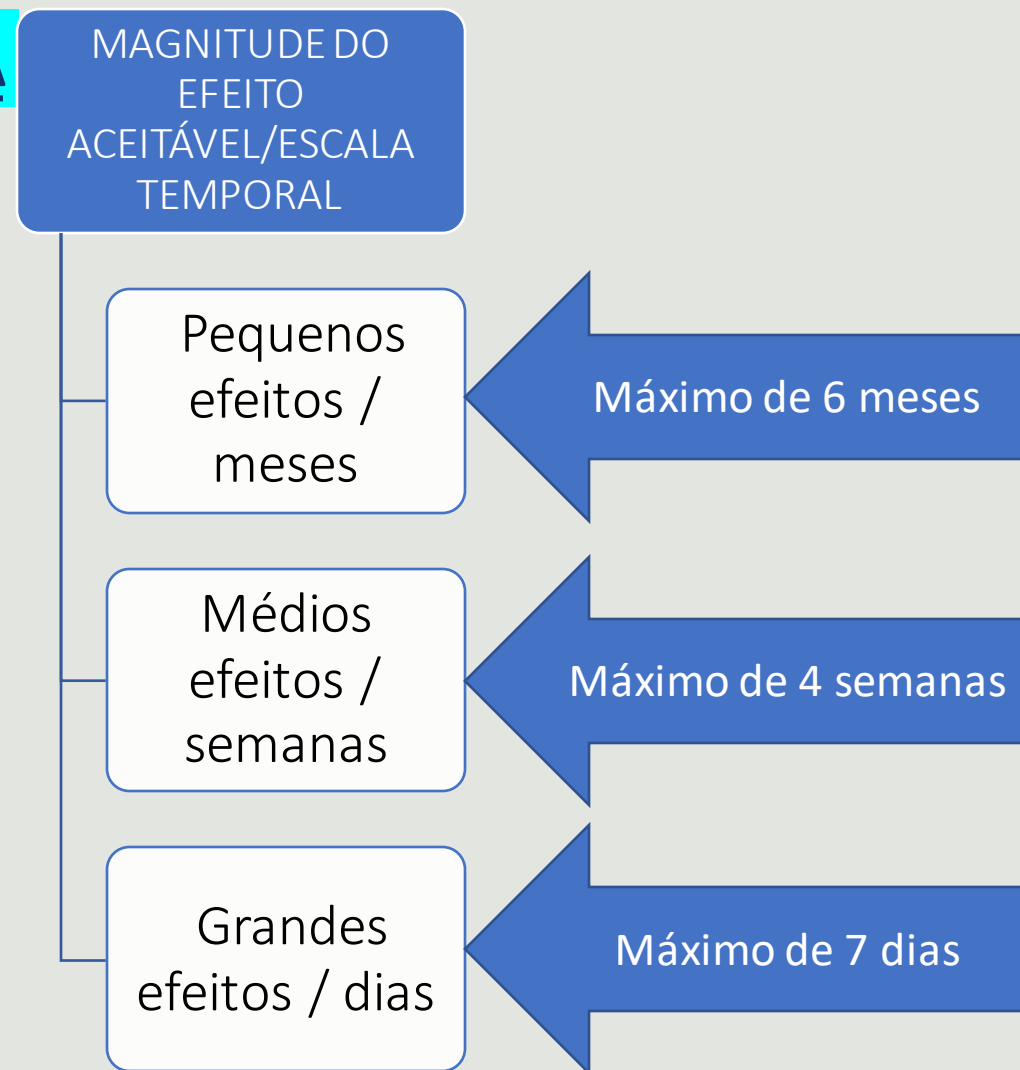 MAGNITUDE DO
EFEITO
ACEITÁVEL/ESCALA
TEMPORAL
Pequenos
efeitos /
meses
Máximo de 6 meses
Médios
efeitos /
semanas
Máximo de 4 semanas
Grandes
efeitos / dias
Máximo de 7 dias